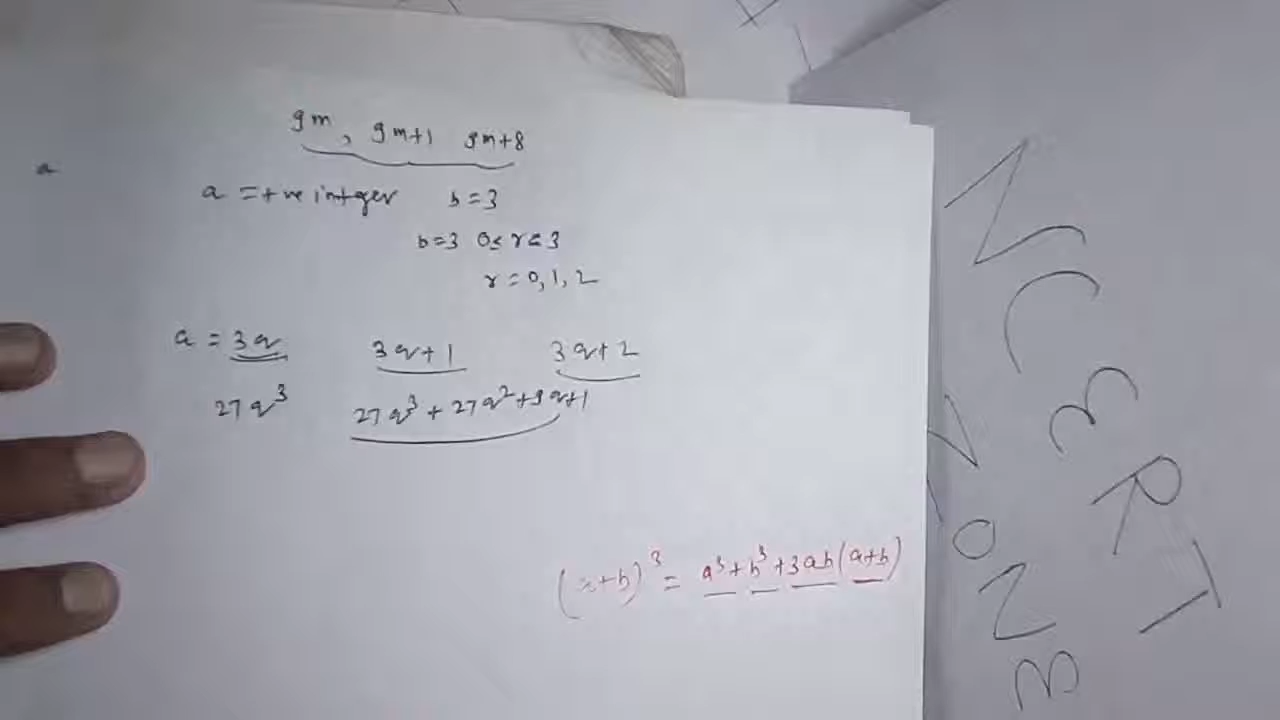 9m, 9m+1 9m+8
a
a = +ve integer b = 3
b=3 0≤ r < 3
r = 0, 1, 2
a = 3q 3q+1 3q+2
27q³ 27q³ + 27q² + 9q+1
(a+b)³ = a³+b³+3ab(a+b)
NCERT
ZONE